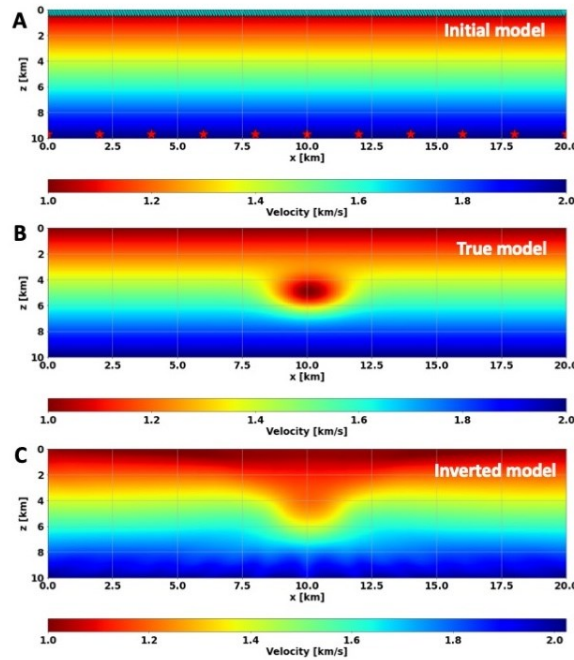 A
Initial model
0
2
4
6
8
10
z [km]
0.0 2.5 5.0 7.5 10.0 12.5 15.0 17.5 20.0
x [km]
1.0 1.2 1.4 1.6 1.8 2.0
Velocity [km/s]
B
True model
0
2
4
6
8
10
z [km]
0.0 2.5 5.0 7.5 10.0 12.5 15.0 17.5 20.0
x [km]
1.0 1.2 1.4 1.6 1.8 2.0
Velocity [km/s]
C
Inverted model
0
2
4
6
8
10
z [km]
0.0 2.5 5.0 7.5 10.0 12.5 15.0 17.5 20.0
x [km]
1.0 1.2 1.4 1.6 1.8 2.0
Velocity [km/s]